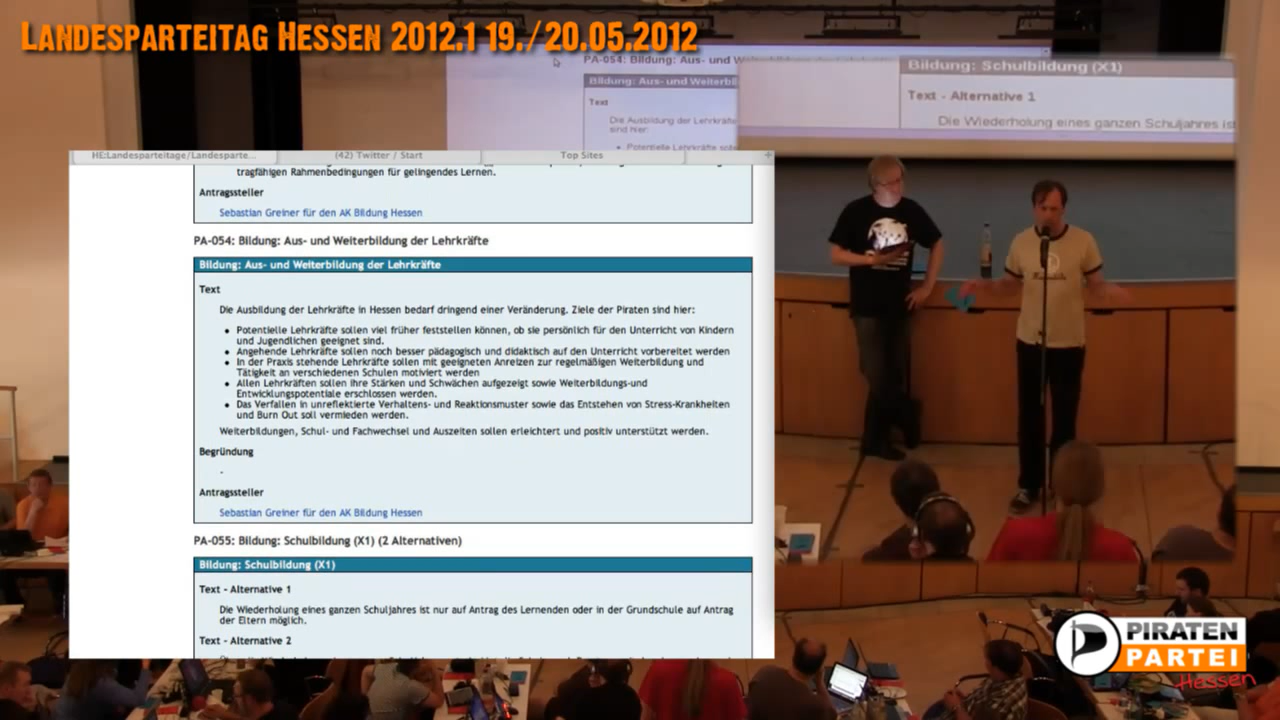 LANDESPARTEITAG HESSEN 2012.1 19./20.05.2012
PA-054: Bildung: Aus- und
Bildung: Aus- und Weiterb
Text
Die Ausbildung der Lehrkräfte
sind hier:
Potentielle Lehrkräfte
Bildung: Schulbildung (X1)
Text - Alternative 1
Die Wiederholung eines ganzen Schuljahres is
HE:Landesparteitage/Landesparte... (42) Twitter / Start Top Sites +
tragfähigen Rahmenbedingungen für gelingendes Lernen.
Antragssteller
Sebastian Greiner für den AK Bildung Hessen
PA-054: Bildung: Aus- und Weiterbildung der Lehrkräfte
Bildung: Aus- und Weiterbildung der Lehrkräfte
Text
Die Ausbildung der Lehrkräfte in Hessen bedarf dringend einer Veränderung. Ziele der Piraten sind hier:
• Potentielle Lehrkräfte sollen viel früher feststellen können, ob sie persönlich für den Unterricht von Kindern
und Jugendlichen geeignet sind.
• Angehende Lehrkräfte sollen noch besser pädagogisch und didaktisch auf den Unterricht vorbereitet werden
• In der Praxis stehende Lehrkräfte sollen mit geeigneten Anreizen zur regelmäßigen Weiterbildung und
Tätigkeit an verschiedenen Schulen motiviert werden
• Allen Lehrkräften sollen ihre Stärken und Schwächen aufgezeigt sowie Weiterbildungs-und
Entwicklungspotentiale erschlossen werden.
• Das Verfallen in unreflektierte Verhaltens- und Reaktionsmuster sowie das Entstehen von Stress-Krankheiten
und Burn Out soll vermieden werden.
Weiterbildungen, Schul- und Fachwechsel und Auszeiten sollen erleichtert und positiv unterstützt werden.
Begründung
-
Antragssteller
Sebastian Greiner für den AK Bildung Hessen
PA-055: Bildung: Schulbildung (X1) (2 Alternativen)
Bildung: Schulbildung (X1)
Text - Alternative 1
Die Wiederholung eines ganzen Schuljahres ist nur auf Antrag des Lernenden oder in der Grundschule auf Antrag
der Eltern möglich.
Text - Alternative 2
PIRATEN
PARTEI
Hessen